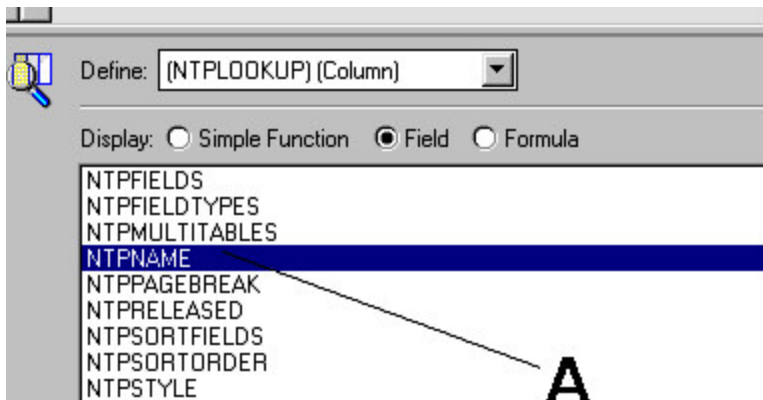 Define: (NTPLOOKUP) (Column)
Display: Simple Function Field Formula
NTPFIELDS
NTPFIELDTYPES
NTPMULTITABLES
NTPNAME
NTPPAGEBREAK
NTPRELEASED
NTPSORTFIELDS
NTPSORTORDER
NTPSTYLE
A